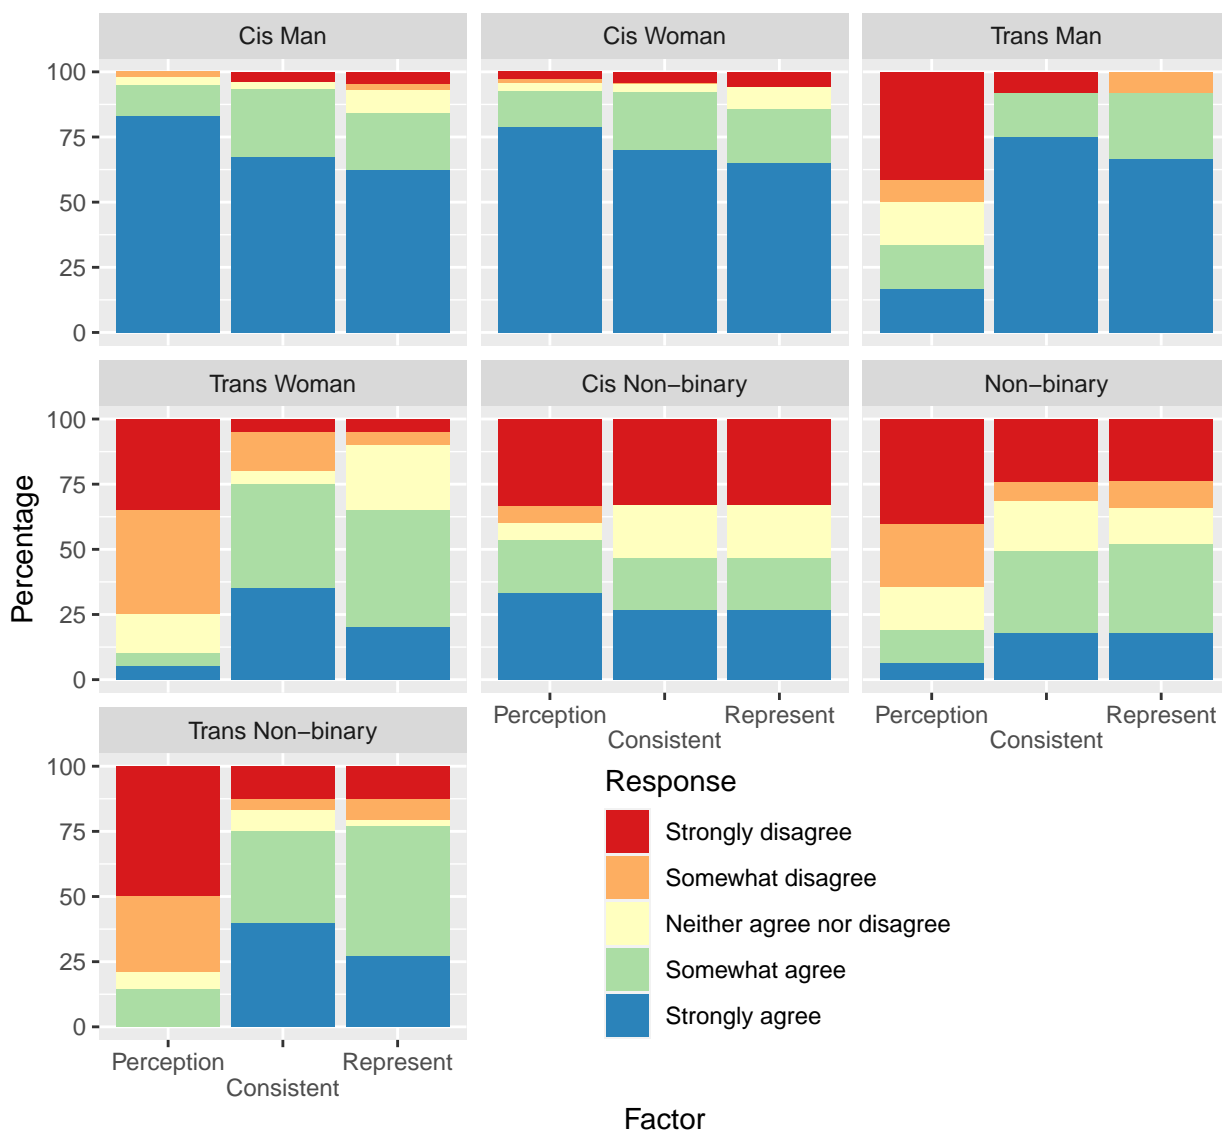 Cis Man
Cis Woman
Trans Man
100
75
50
25
0
Trans Woman
Cis Non−binary
Non−binary
100
75
50
25
0
Percentage
Perception
Consistent
Represent
Perception
Consistent
Represent
Trans Non−binary
100
75
50
25
0
Perception
Consistent
Represent
Response
Strongly disagree
Somewhat disagree
Neither agree nor disagree
Somewhat agree
Strongly agree
Factor